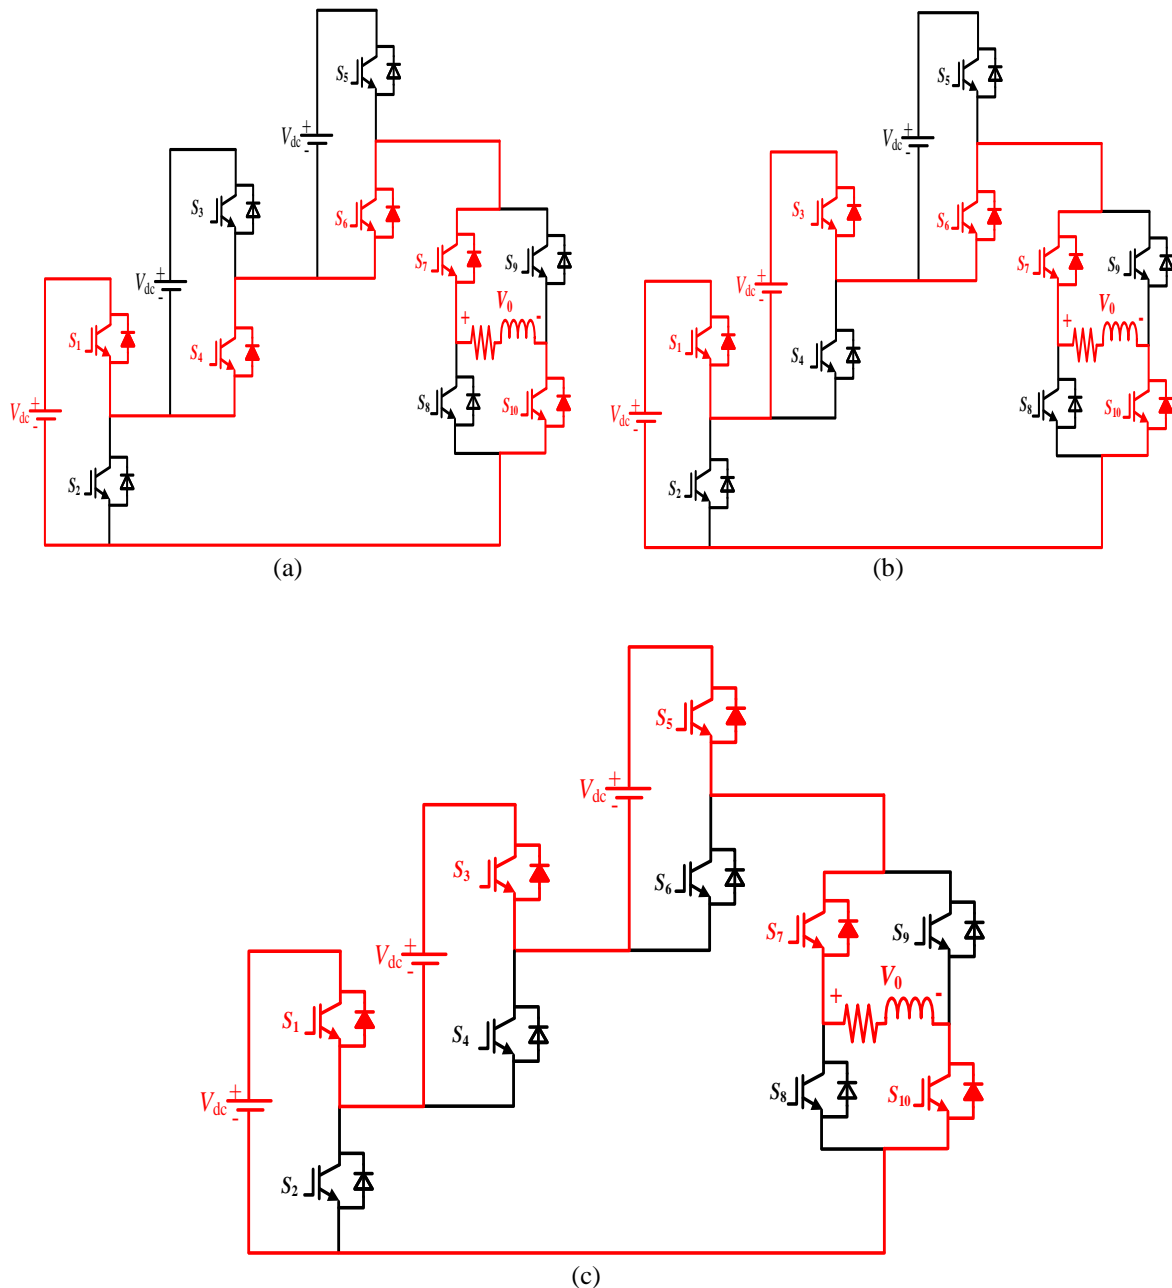 S5
Vdc + -
S3
S6
Vdc + -
S7
S9
+ V0 -
S1
S4
Vdc + -
S8
S10
S2
(a)
S5
Vdc + -
S3
S6
Vdc + -
S7
S9
+ V0 -
S1
S4
Vdc + -
S8
S10
S2
(b)
S5
Vdc + -
S3
S6
S7
S9
Vdc + -
+ V0 -
S1
S4
Vdc + -
S8
S10
S2
(c)